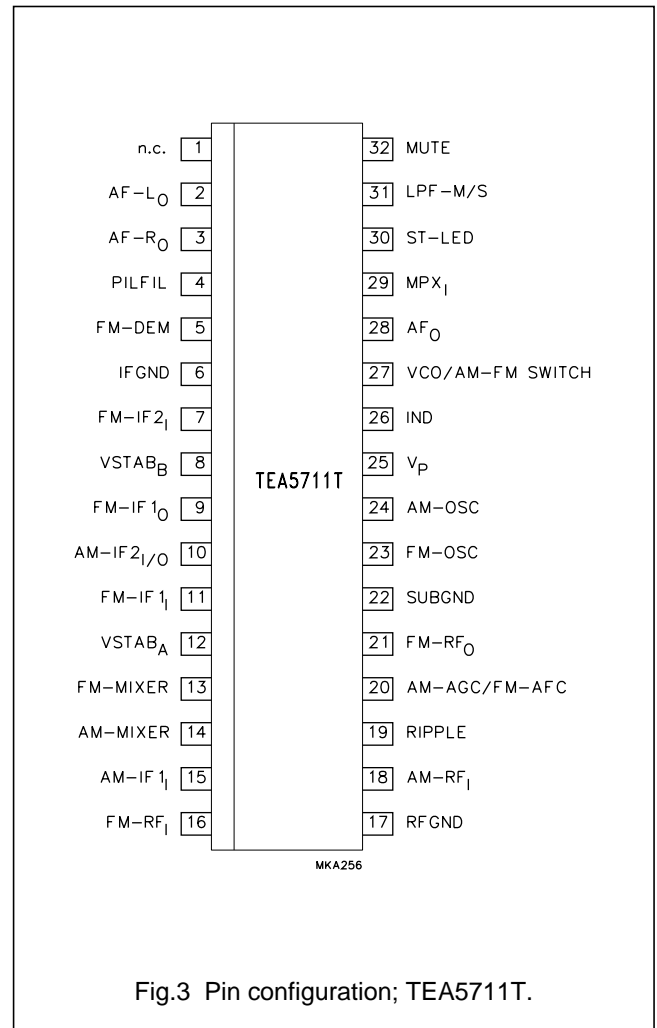 n.c. 1 32 MUTE
AF-LO 2 31 LPF-M/S
AF-RO 3 30 ST-LED
PILFIL 4 29 MPXI
FM-DEM 5 28 AFO
IFGND 6 27 VCO/AM-FM SWITCH
FM-IF2I 7 26 IND
VSTABB 8 25 VP
TEA5711T
FM-IF1O 9 24 AM-OSC
AM-IF2I/O 10 23 FM-OSC
FM-IF1I 11 22 SUBGND
VSTABA 12 21 FM-RFO
FM-MIXER 13 20 AM-AGC/FM-AFC
AM-MIXER 14 19 RIPPLE
AM-IF1I 15 18 AM-RFI
FM-RFI 16 17 RFGND
MKA256
Fig.3 Pin configuration; TEA5711T.